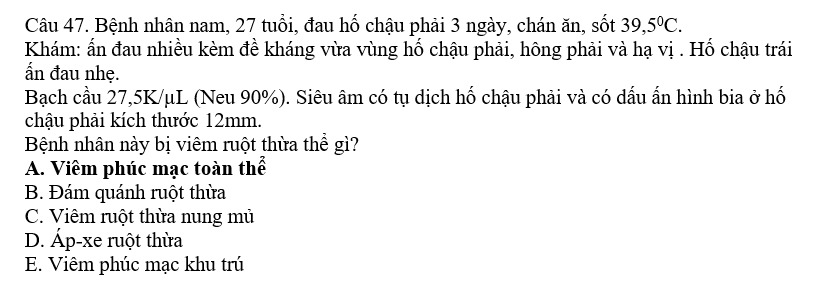 Câu 47. Bệnh nhân nam, 27 tuổi, đau hố chậu phải 3 ngày, chán ăn, sốt 39,5⁰C.
Khám: ấn đau nhiều kèm đề kháng vừa vùng hố chậu phải, hông phải và hạ vị . Hố chậu trái
ấn đau nhẹ.
Bạch cầu 27,5K/µL (Neu 90%). Siêu âm có tụ dịch hố chậu phải và có dấu ấn hình bia ở hố
chậu phải kích thước 12mm.
Bệnh nhân này bị viêm ruột thừa thể gì?
A. Viêm phúc mạc toàn thể
B. Đám quánh ruột thừa
C. Viêm ruột thừa nung mủ
D. Áp-xe ruột thừa
E. Viêm phúc mạc khu trú